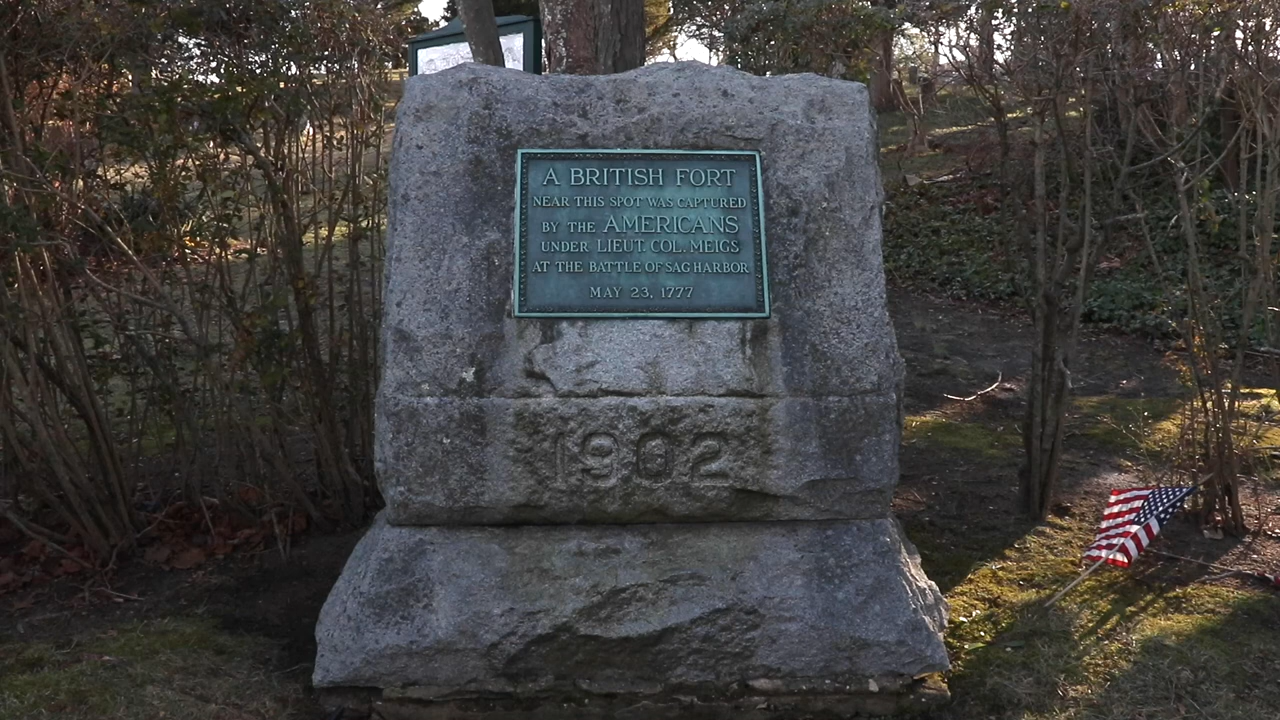 A BRITISH FORT
NEAR THIS SPOT WAS CAPTURED
BY THE AMERICANS
UNDER LIEUT. COL. MEIGS
AT THE BATTLE OF SAG HARBOR
MAY 23, 1777
1902